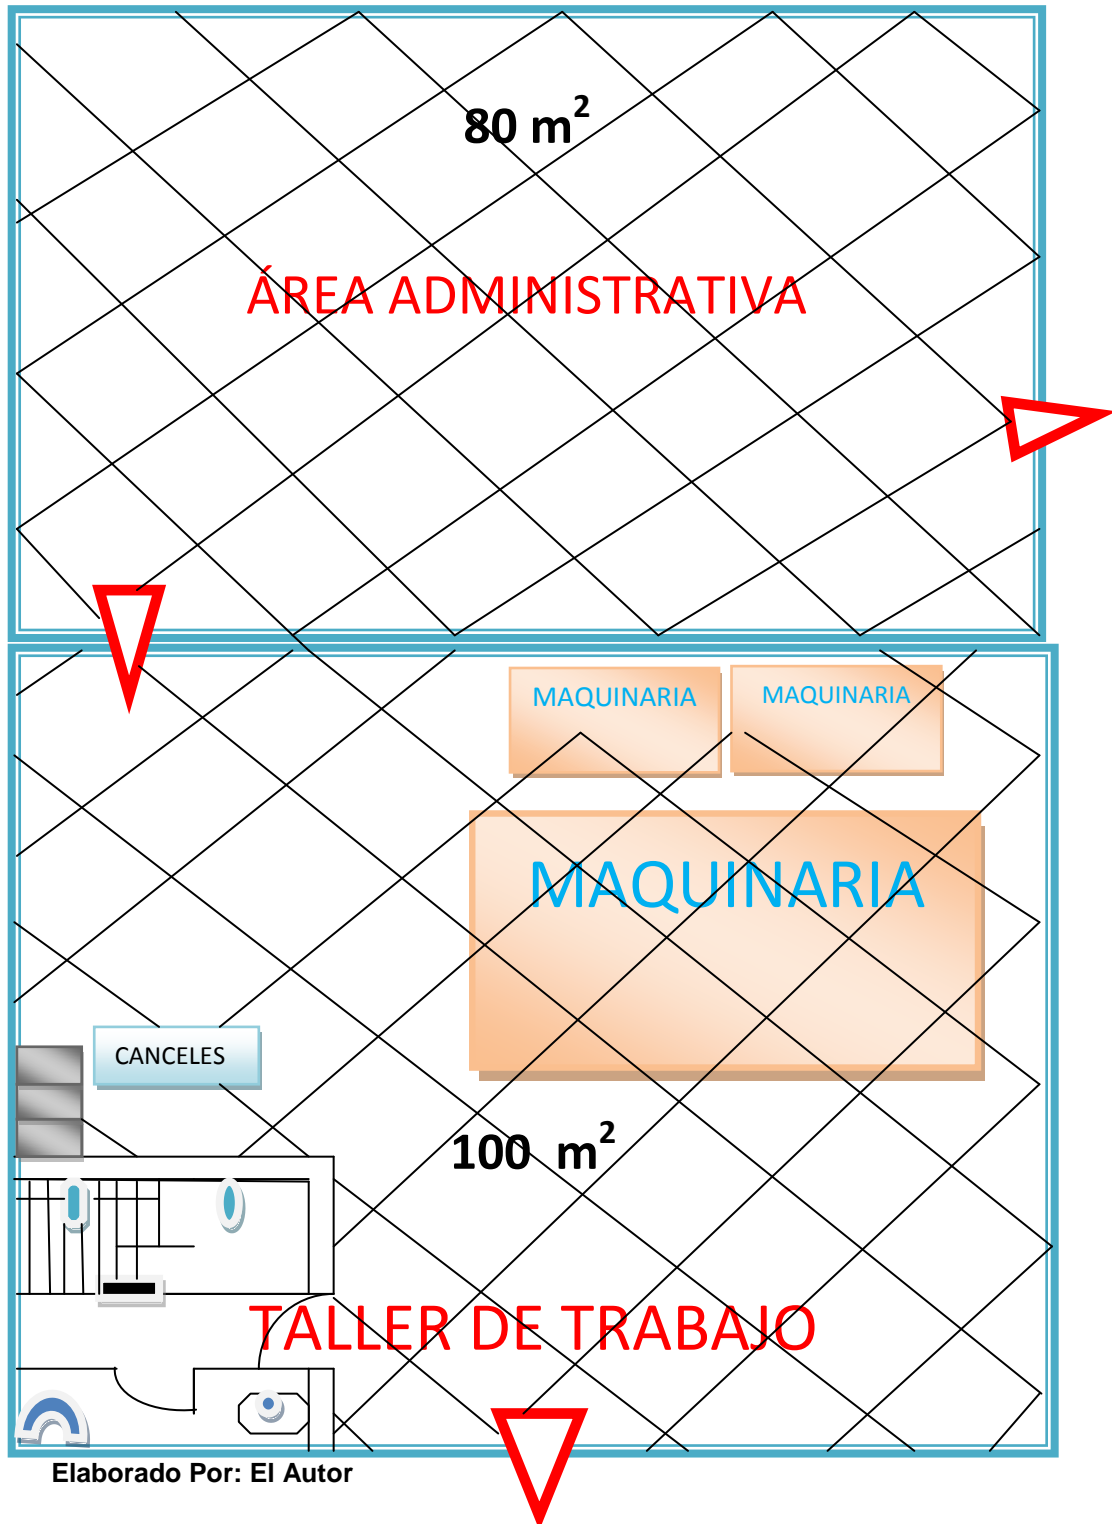 80 m²
ÁREA ADMINISTRATIVA
MAQUINARIA
MAQUINARIA
MAQUINARIA
CANCELES
100 m²
TALLER DE TRABAJO
Elaborado Por: El Autor